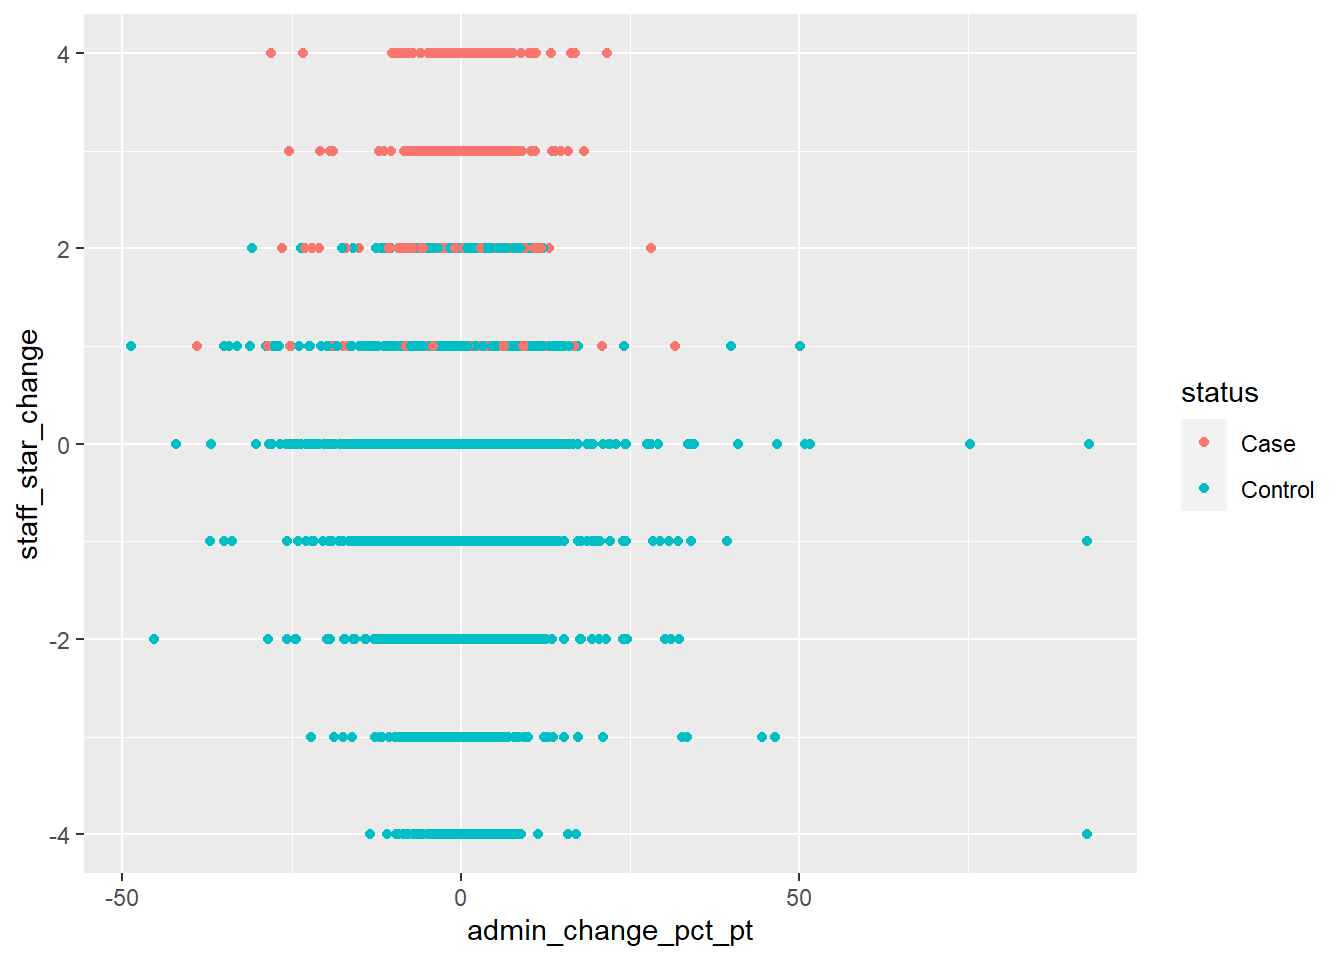 4
2
0
-2
-4
staff_star_change
-50
0
50
admin_change_pct_pt
status
Case
Control